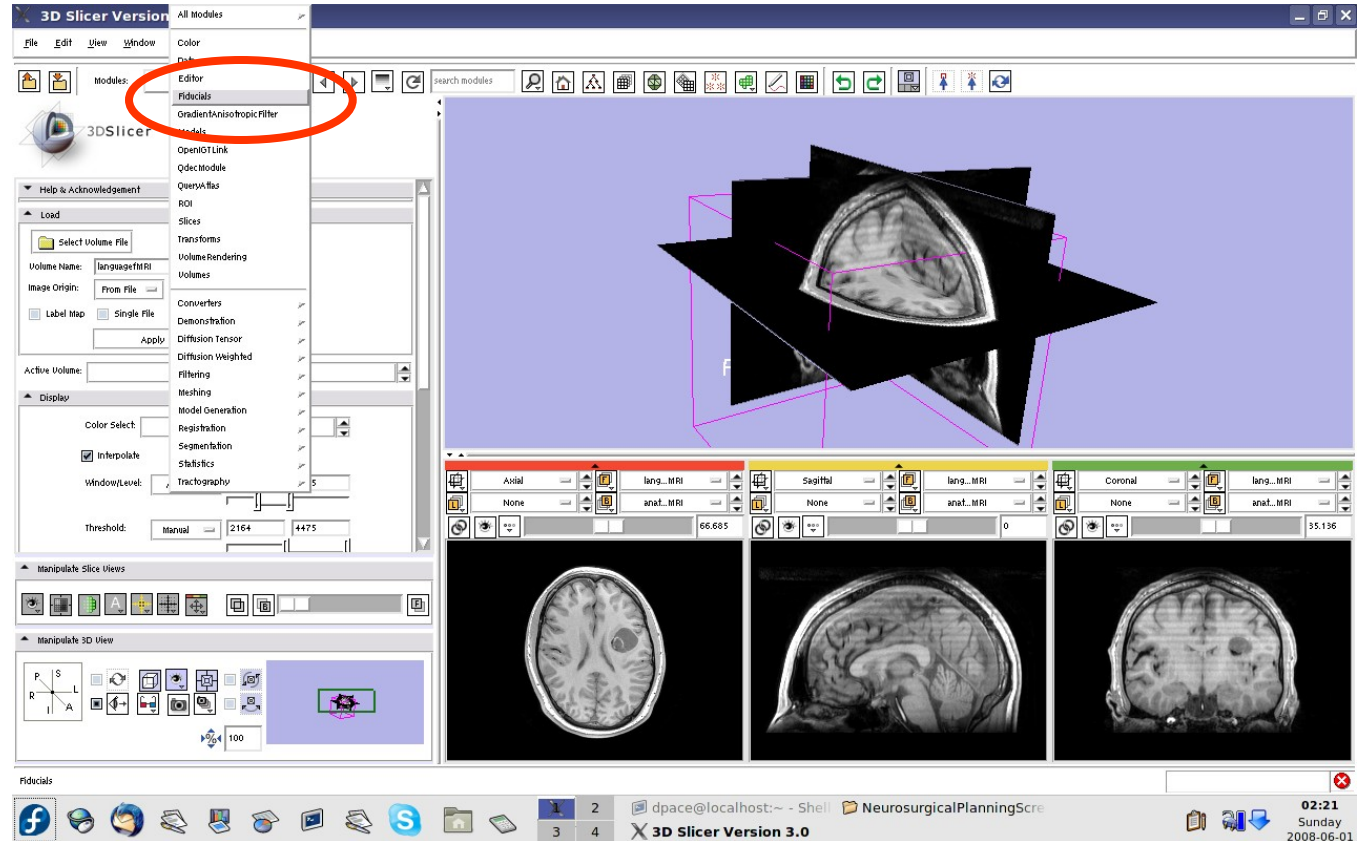 3D Slicer Version
File Edit View Window
Modules:
search modules
3DSlicer
All Modules
Color
Editor
Fiducials
GradientAnisotropicFilter
Models
OpenIGTLink
QdecModule
QueryAtlas
ROI
Slices
Transforms
VolumeRendering
Volumes
Converters
Demonstration
Diffusion Tensor
Diffusion Weighted
Filtering
Meshing
Model Generation
Registration
Segmentation
Statistics
Tractography
Help & Acknowledgement
Load
Select Volume File
Volume Name: languagefMRI
Image Origin: From File
Label Map Single File
Apply
Active Volume:
Display
Color Select:
Interpolate
Window/Level: 5
Threshold: Manual 2164 4475
Manipulate Slice Views
Manipulate 3D View
P S
R L
I A
100
Axial lang...MRI
None anat...MRI
66.685
Sagittal lang...MRI
None anat...MRI
0
Coronal lang...MRI
None anat...MRI
35.136
Fiducials
1 2
3 4
dpace@localhost:~ - Shell
NeurosurgicalPlanningScre
3D Slicer Version 3.0
02:21
Sunday
2008-06-01